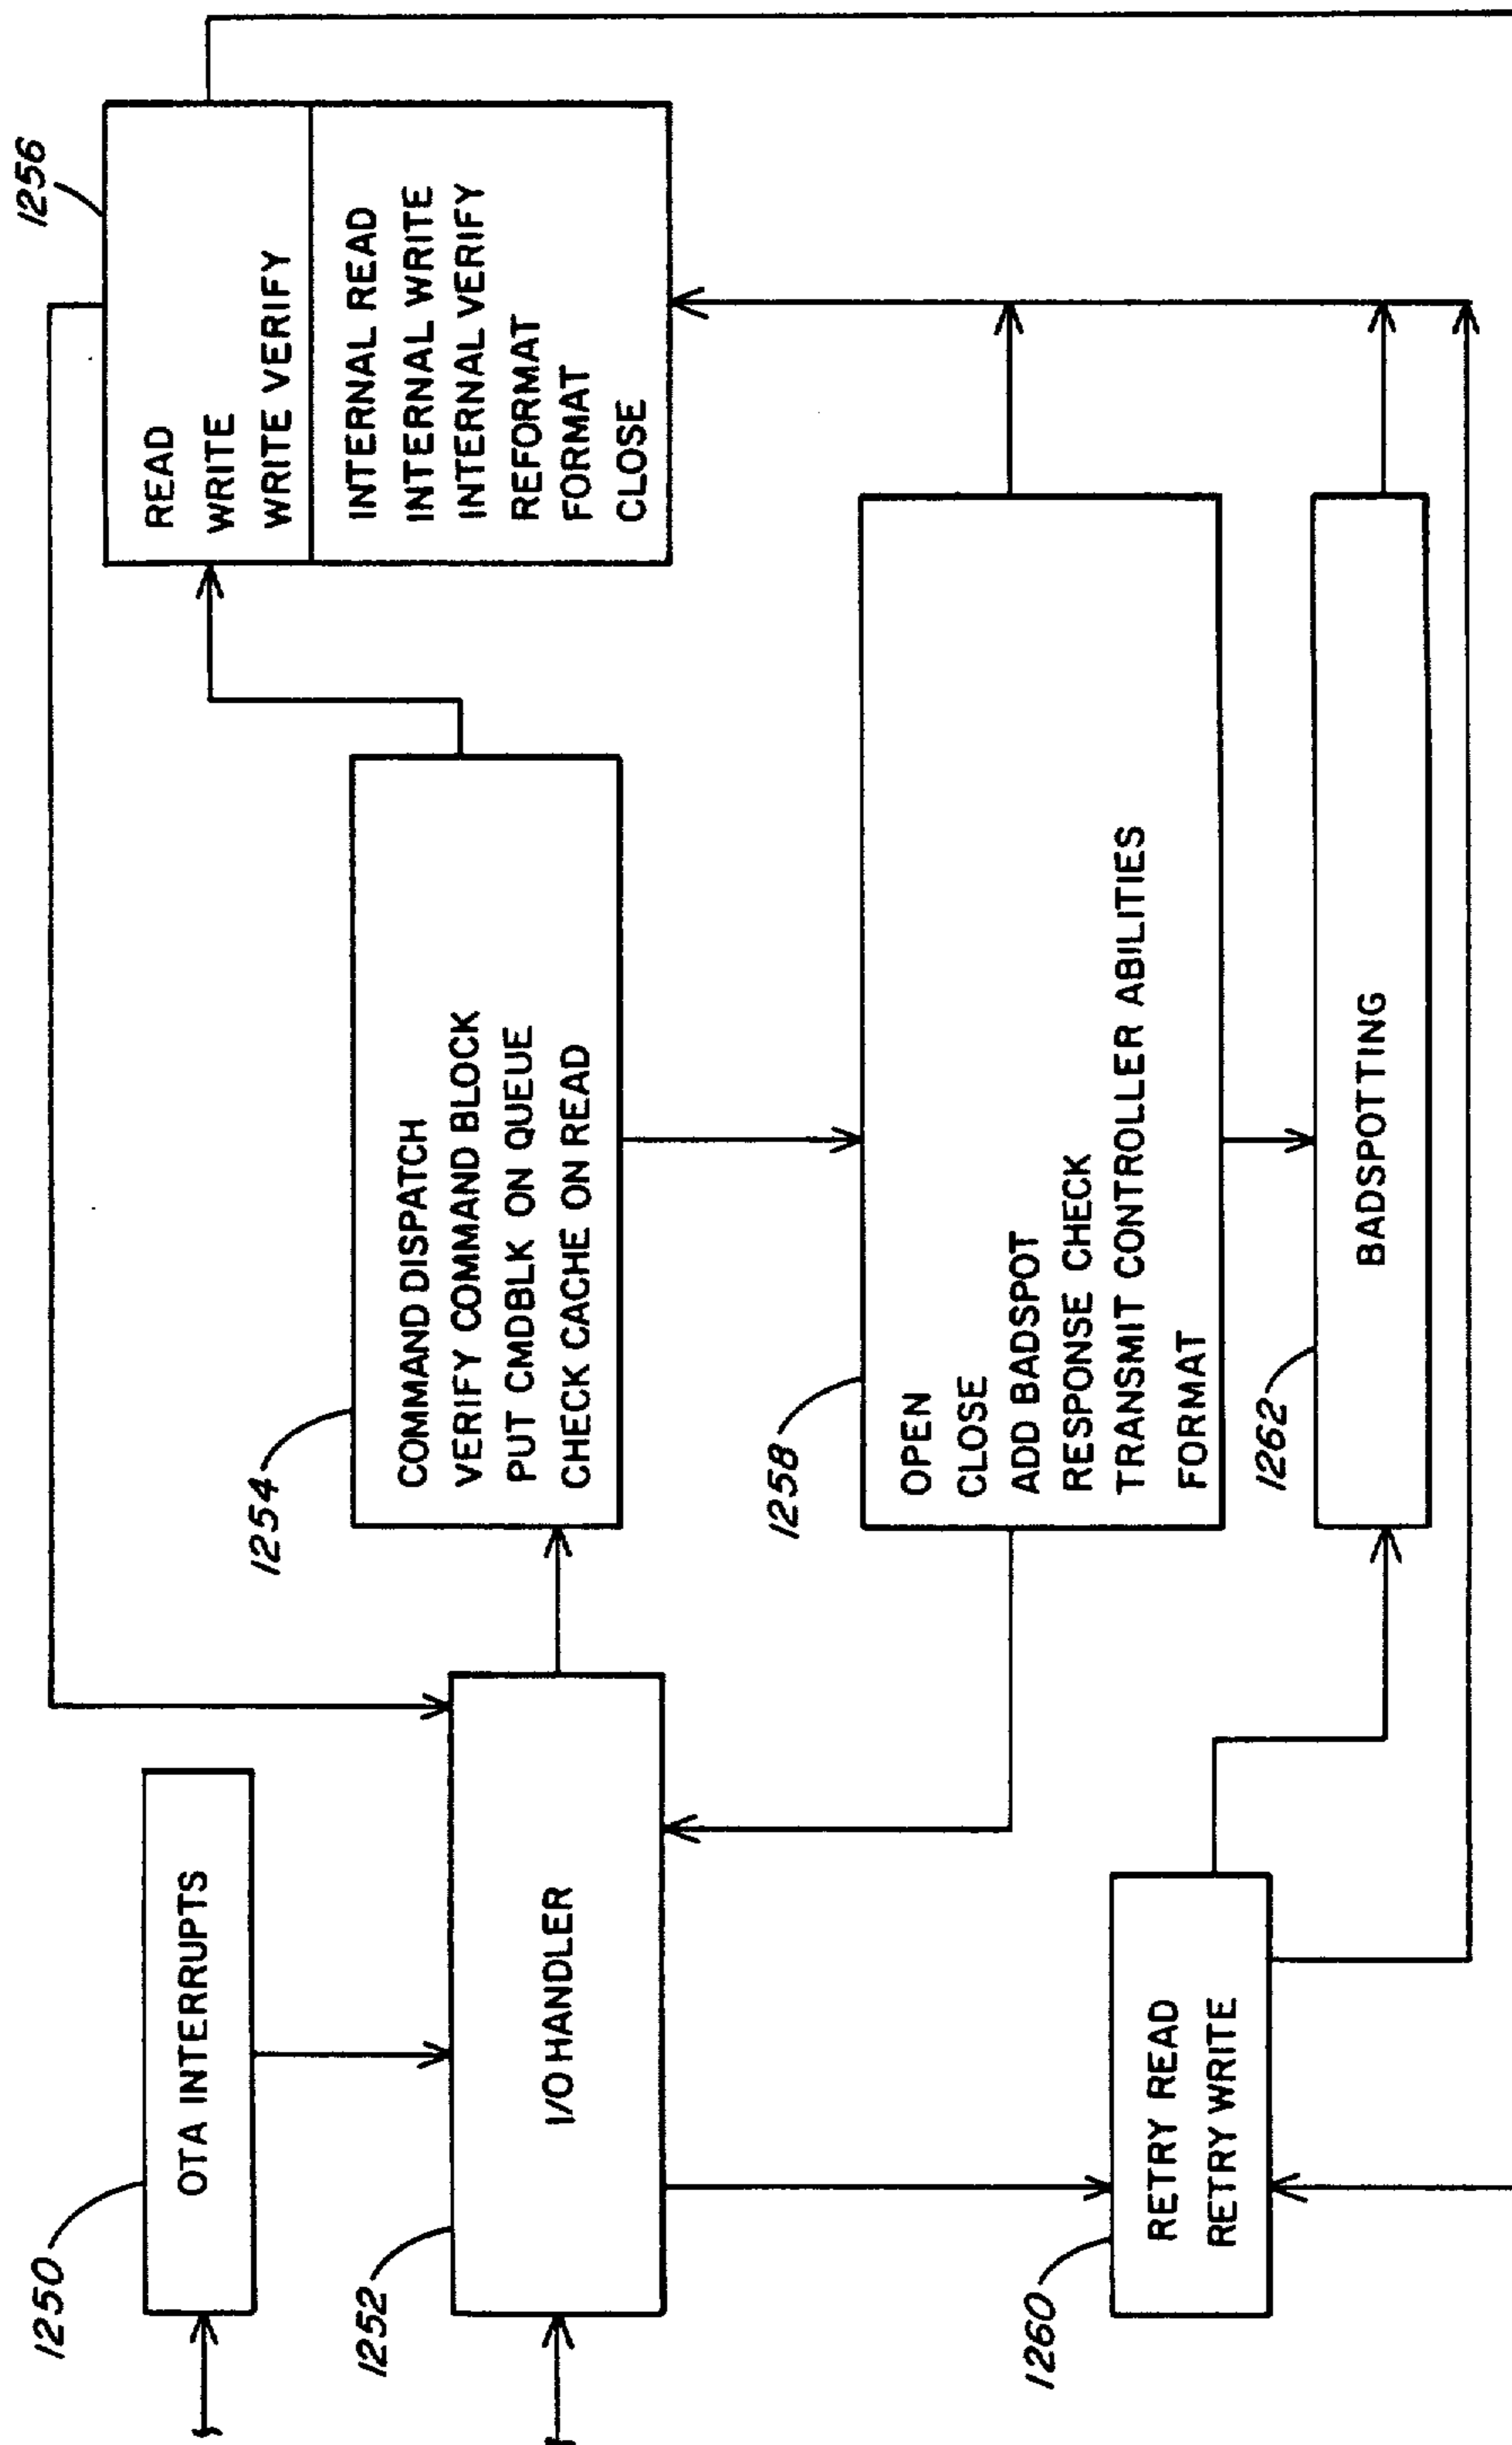 1250
OTA INTERRUPTS
1252
I/O HANDLER
1254
COMMAND DISPATCH
VERIFY COMMAND BLOCK
PUT CMDBLK ON QUEUE
CHECK CACHE ON READ
1256
READ
WRITE
WRITE VERIFY
INTERNAL READ
INTERNAL WRITE
INTERNAL VERIFY
REFORMAT
FORMAT
CLOSE
1258
OPEN
CLOSE
ADD BADSPOT
RESPONSE CHECK
TRANSMIT CONTROLLER ABILITIES
FORMAT
1260
RETRY READ
RETRY WRITE
1262
BADSPOTTING